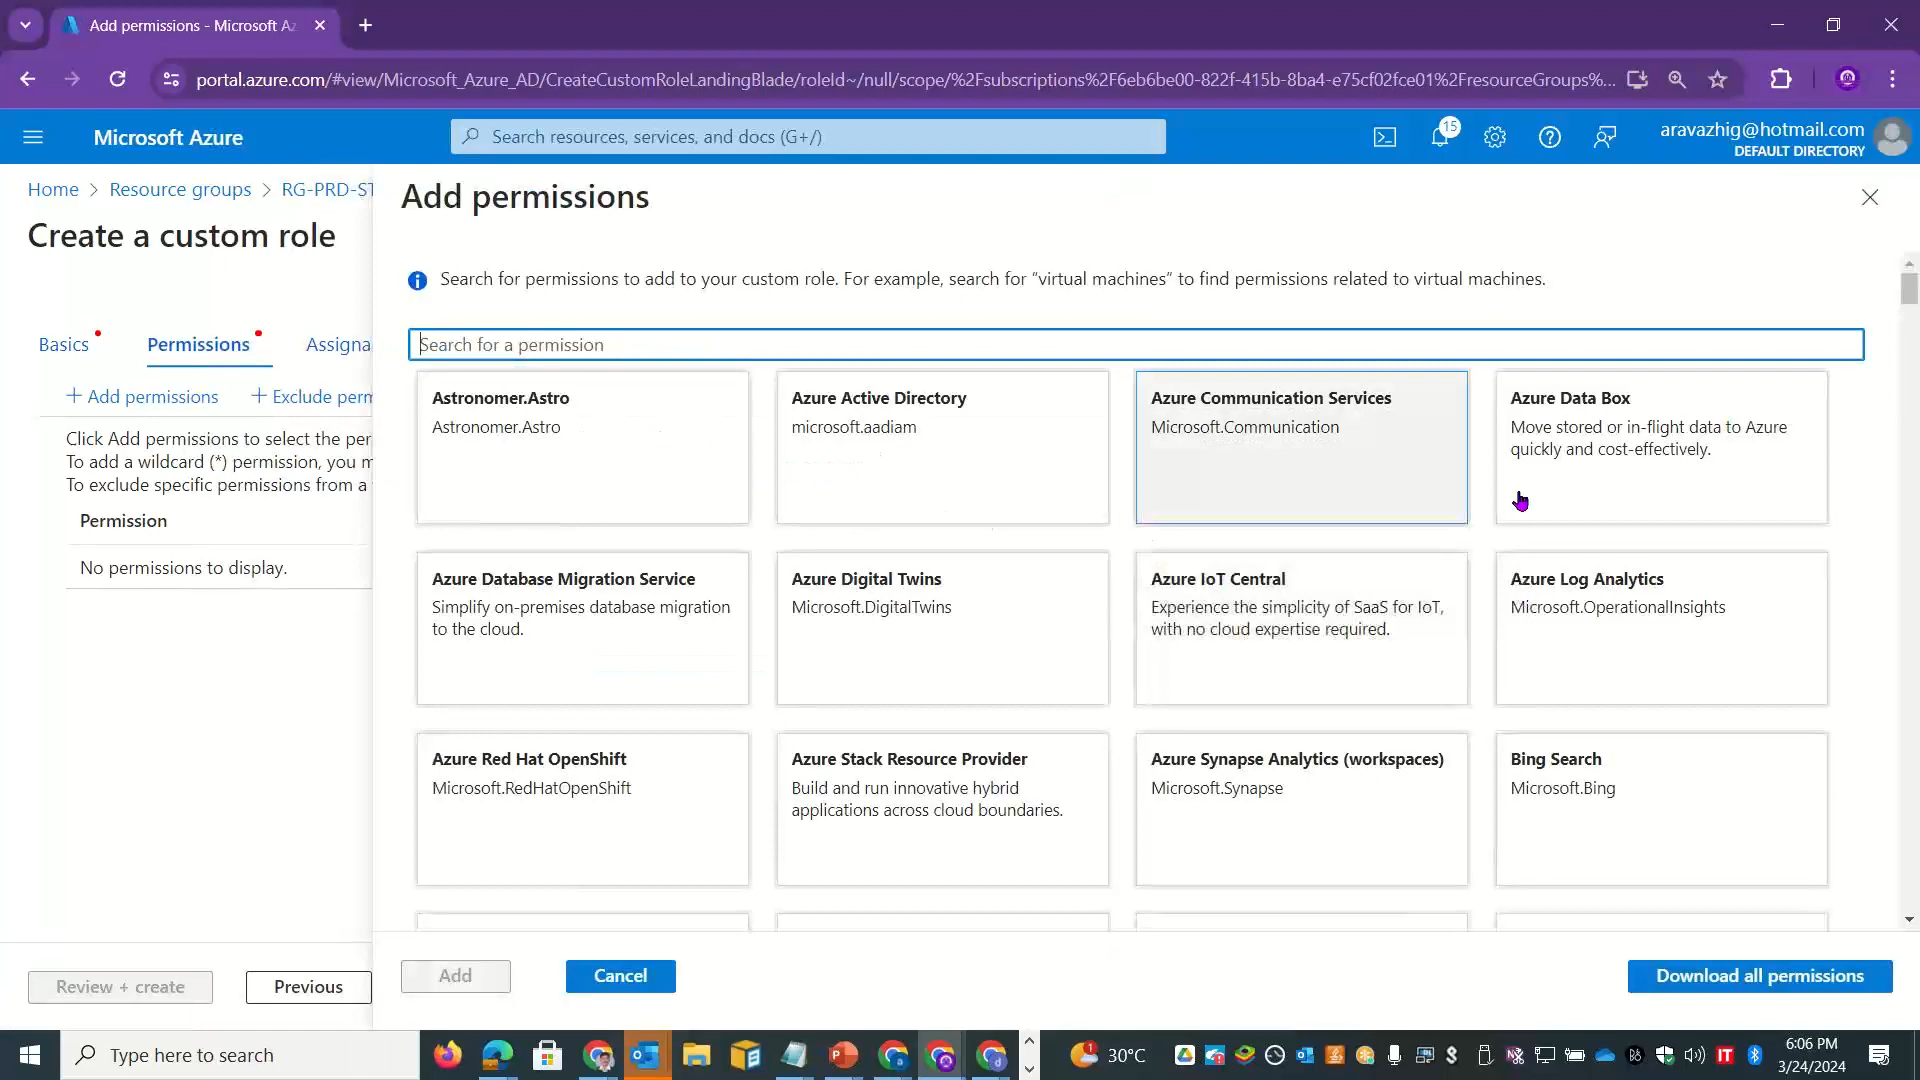 Add permissions - Microsoft Az
portal.azure.com/#view/Microsoft_Azure_AD/CreateCustomRoleLandingBlade/roleId~/null/scope/%2Fsubscriptions%2F6eb6be00-822f-415b-8ba4-e75cf02fce01%2FresourceGroups%...
Microsoft Azure
Search resources, services, and docs (G+/)
15
aravazhig@hotmail.com
DEFAULT DIRECTORY
Home > Resource groups > RG-PRD-ST
Create a custom role
Basics
Permissions
Assigna
+ Add permissions
+ Exclude perm
Click Add permissions to select the per
To add a wildcard (*) permission, you m
To exclude specific permissions from a
Permission
No permissions to display.
Review + create
Previous
Add permissions
Search for permissions to add to your custom role. For example, search for “virtual machines” to find permissions related to virtual machines.
Search for a permission
Astronomer.Astro
Astronomer.Astro
Azure Active Directory
microsoft.aadiam
Azure Communication Services
Microsoft.Communication
Azure Data Box
Move stored or in-flight data to Azure
quickly and cost-effectively.
Azure Database Migration Service
Simplify on-premises database migration
to the cloud.
Azure Digital Twins
Microsoft.DigitalTwins
Azure IoT Central
Experience the simplicity of SaaS for IoT,
with no cloud expertise required.
Azure Log Analytics
Microsoft.OperationalInsights
Azure Red Hat OpenShift
Microsoft.RedHatOpenShift
Azure Stack Resource Provider
Build and run innovative hybrid
applications across cloud boundaries.
Azure Synapse Analytics (workspaces)
Microsoft.Synapse
Bing Search
Microsoft.Bing
Add
Cancel
Download all permissions
Type here to search
30°C
6:06 PM
3/24/2024